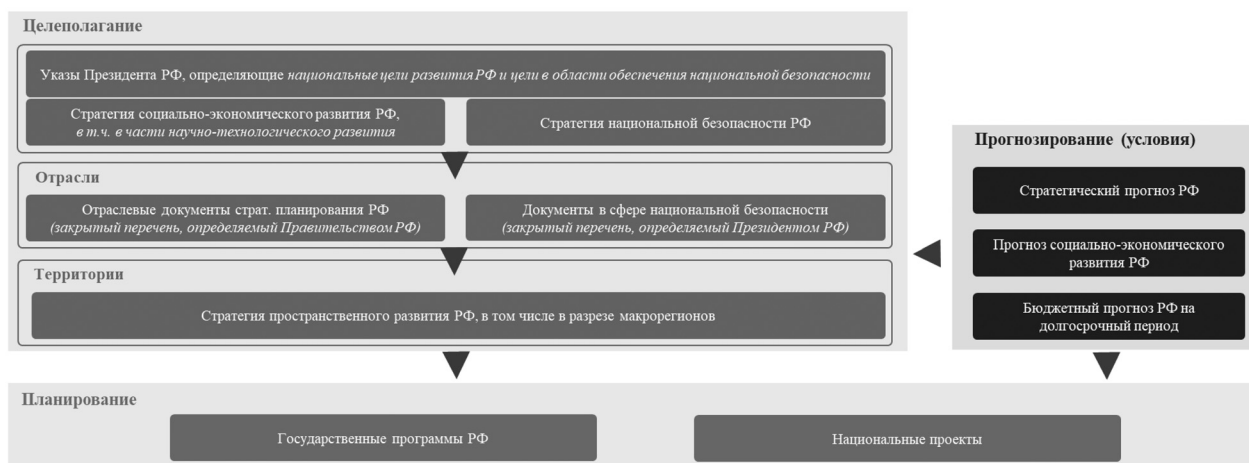 Целеполагание
Указы Президента РФ, определяющие национальные цели развития РФ и цели в области обеспечения национальной безопасности
Стратегия социально-экономического развития РФ,
в т.ч. в части научно-технологического развития
Стратегия национальной безопасности РФ
Отрасли
Отраслевые документы страт. планирования РФ
(закрытый перечень, определяемый Правительством РФ)
Документы в сфере национальной безопасности
(закрытый перечень, определяемый Президентом РФ)
Территории
Стратегия пространственного развития РФ, в том числе в разрезе макрорегионов
Прогнозирование (условия)
Стратегический прогноз РФ
Прогноз социально-экономического
развития РФ
Бюджетный прогноз РФ на
долгосрочный период
Планирование
Государственные программы РФ
Национальные проекты